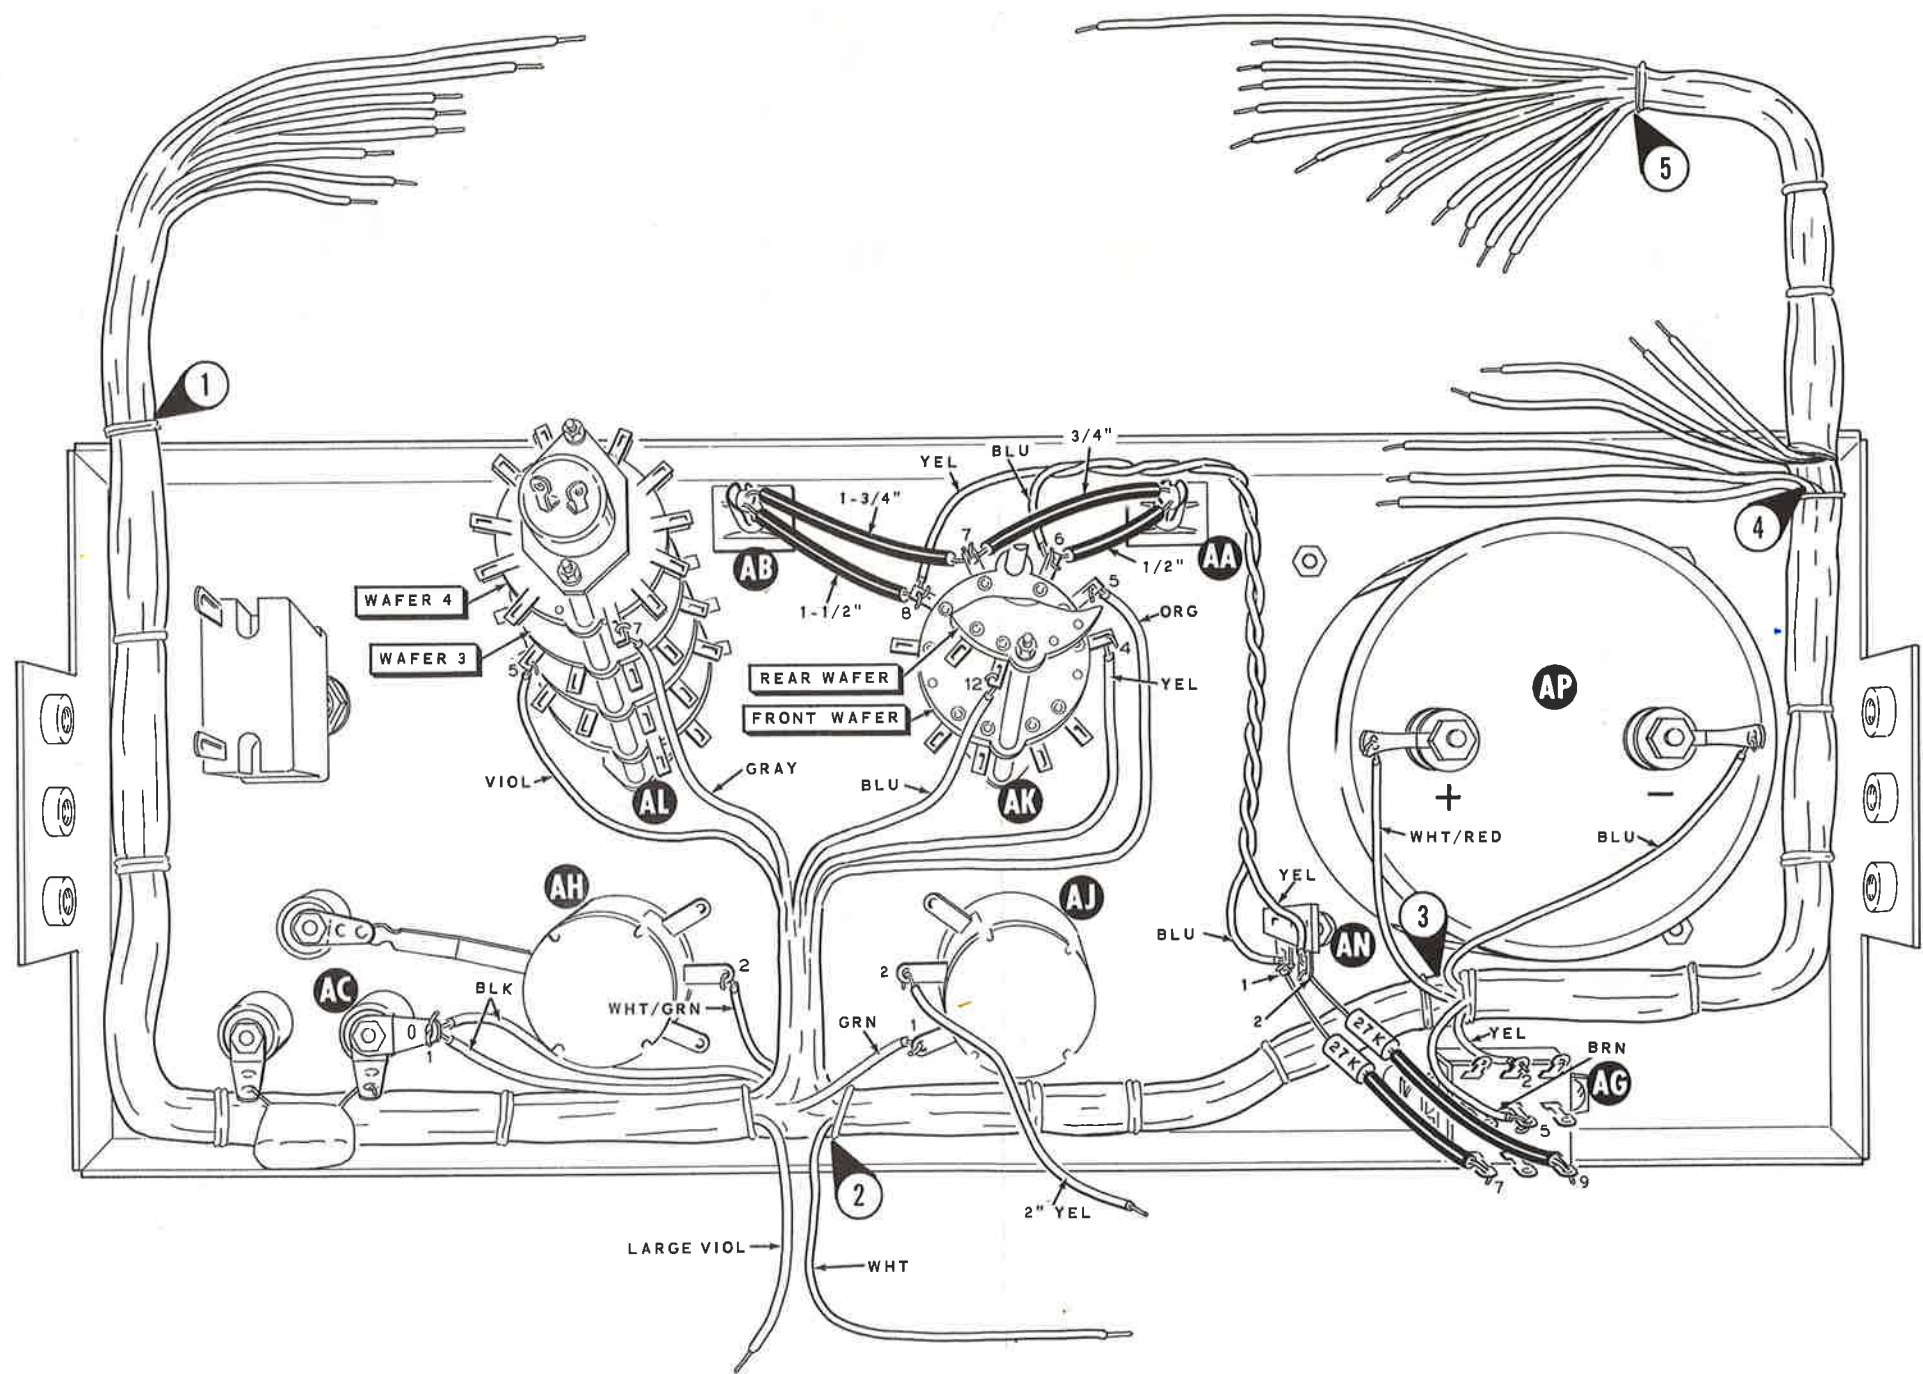 5
1
3/4"
BLU
YEL
1-3/4"
4
7
6
AB
AA
5
1/2"
WAFER 4
8
1-1/2"
ORG
7
WAFER 3
5
4
REAR WAFER
12
YEL
AP
FRONT WAFER
VIOL
GRAY
BLU
AL
AK
+
-
WHT/RED
BLU
AH
AJ
YEL
3
BLU
AN
2
2
1
AC
BLK
WHT/GRN
GRN
1
2
1
27K
27K
YEL
BRN
2
AG
5
7
9
2
2" YEL
LARGE VIOL
WHT